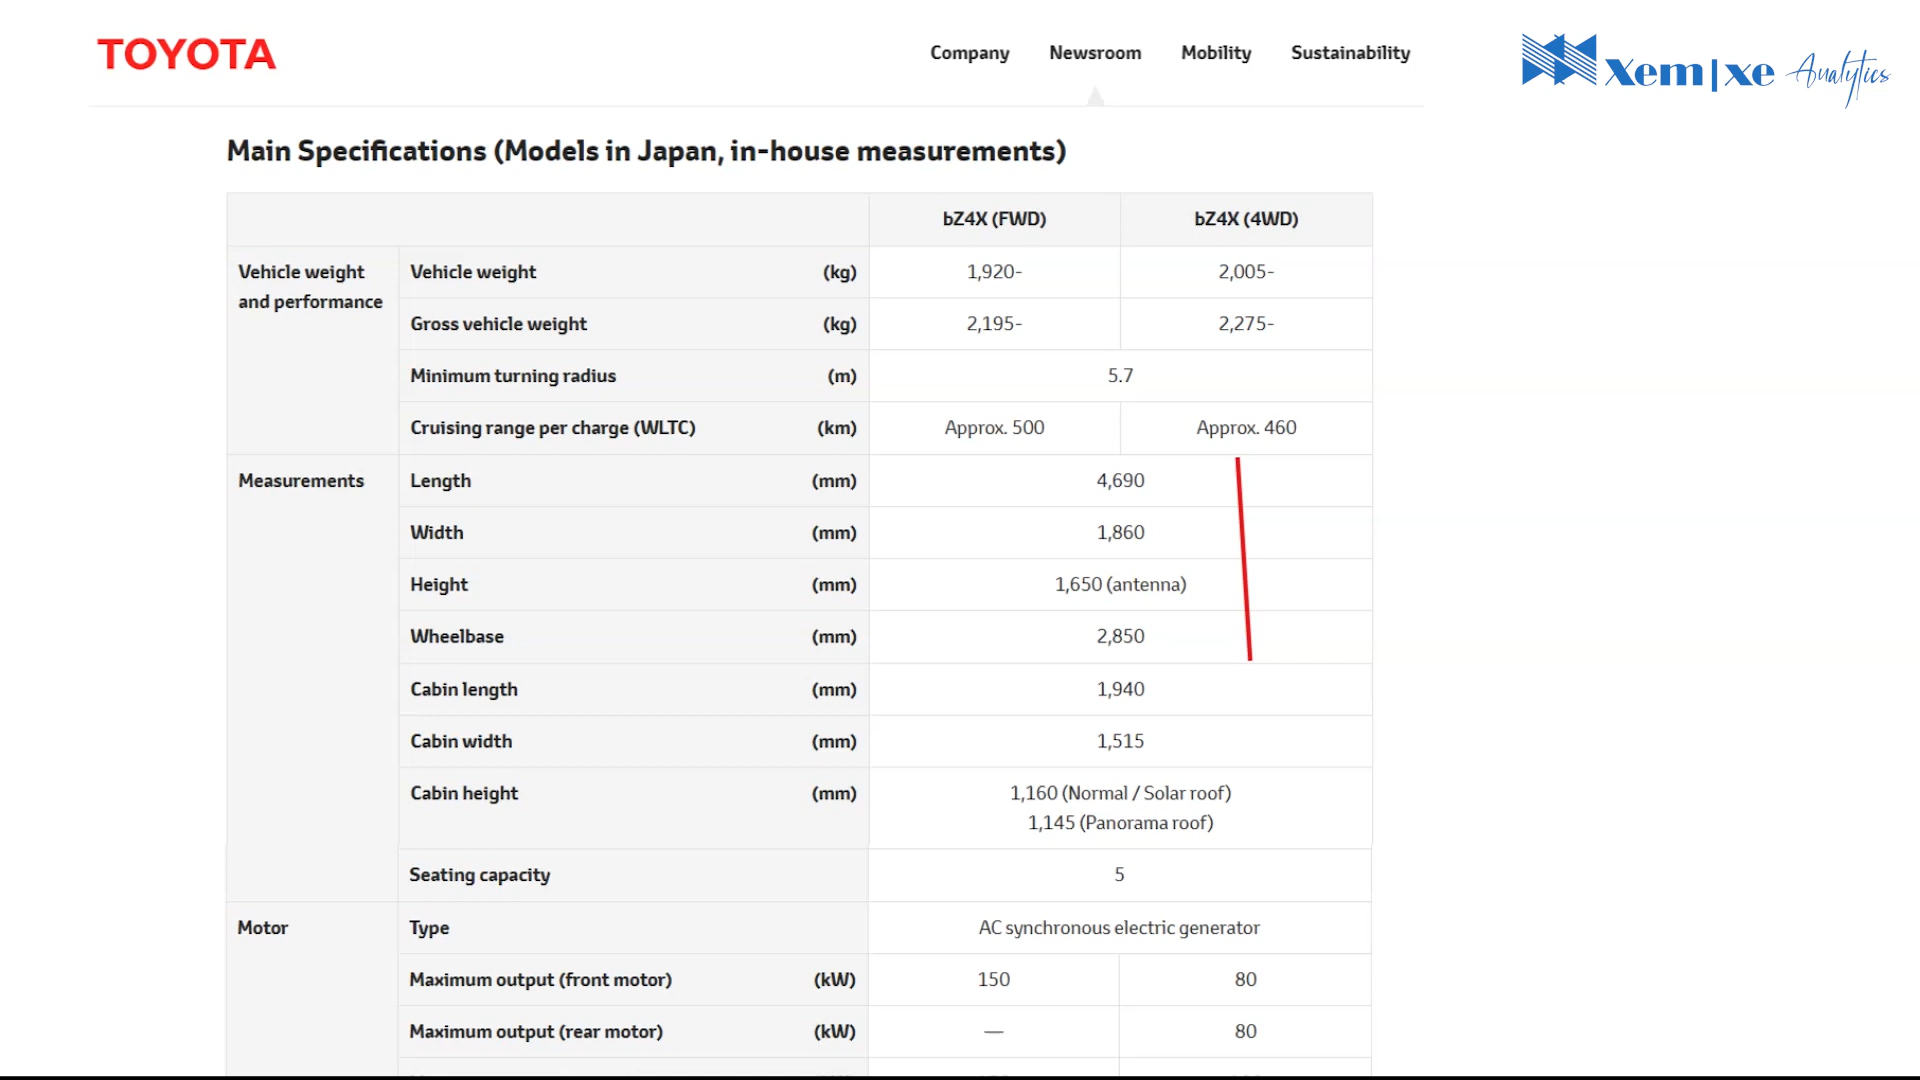 TOYOTA
Company Newsroom Mobility Sustainability
Xem|xe Analytics
Main Specifications (Models in Japan, in-house measurements)
bZ4X (FWD) bZ4X (4WD)
Vehicle weight and performance
Vehicle weight (kg) 1,920- 2,005-
Gross vehicle weight (kg) 2,195- 2,275-
Minimum turning radius (m) 5.7
Cruising range per charge (WLTC) (km) Approx. 500 Approx. 460
Measurements
Length (mm) 4,690
Width (mm) 1,860
Height (mm) 1,650 (antenna)
Wheelbase (mm) 2,850
Cabin length (mm) 1,940
Cabin width (mm) 1,515
Cabin height (mm) 1,160 (Normal / Solar roof)
1,145 (Panorama roof)
Seating capacity 5
Motor
Type AC synchronous electric generator
Maximum output (front motor) (kW) 150 80
Maximum output (rear motor) (kW) — 80